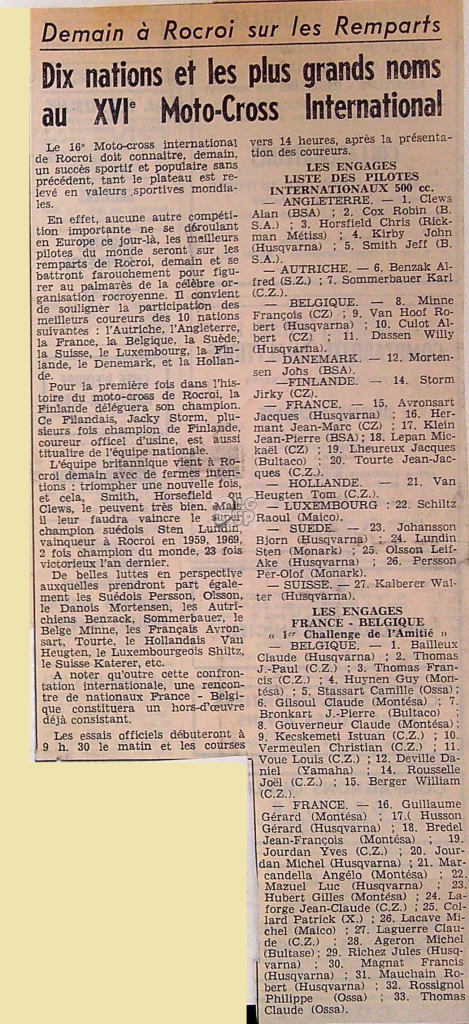 Demain à Rocroi sur les Remparts
Dix nations et les plus grands noms
au XVIe Moto-Cross International
Le 16e Moto-cross international
de Rocroi doit connaître, demain,
un succès sportif et populaire sans
précédent, tant le plateau est re-
levé en valeurs sportives mondia-
les.
En effet, aucune autre compéti-
tion importante ne se déroulant
en Europe ce jour-là, les meilleurs
pilotes du monde seront sur les
remparts de Rocroi, demain et se
battront farouchement pour figu-
rer au palmarès de la célèbre or-
ganisation rocroyenne. Il convient
de souligner la participation des
meilleurs coureurs des 10 nations
suivantes : l'Autriche, l'Angleterre,
la France, la Belgique, la Suède,
la Suisse, le Luxembourg, la Fin-
lande, le Denemark, et la Hollan-
de.
Pour la première fois dans l'his-
toire du moto-cross de Rocroi, la
Finlande déléguera son champion.
Ce Filandais, Jacky Storm, plu-
sieurs fois champion de Finlande,
coureur officel d'usine, est aussi
titualire de l'équipe nationale.
L'équipe britannique vient à Ro-
croi demain avec de fermes inten-
tions : triompher une nouvelle fois,
et cela, Smith, Horsefield ou
Clews, le peuvent très bien. Mais
il leur faudra vaincre le super
champion suédois Sten Lundin
vainqueur à Rocroi en 1959, 1969,
2 fois champion du monde, 23 fois
victorieux l'an dernier.
De belles luttes en perspective
auxquelles prendront part égale-
ment les Suédois Persson, Olsson,
le Danois Mortensen, les Autri-
chiens Benzack, Sommerbauer, le
Belge Minne, les Français Avron-
sart, Tourte, le Hollandais Van
Heugten, le Luxembourgeois Shiltz,
le Suisse Katerer, etc.
A noter qu'outre cette confron-
tation internationale, une rencon-
tre de nationaux France - Belgi-
que constituera un hors-d'œuvre
déjà consistant.
Les essais officiels débuteront à
9 h. 30 le matin et les courses
vers 14 heures, après la présenta-
tion des coureurs.
LES ENGAGES
LISTE DES PILOTES
INTERNATIONAUX 500 cc.
— ANGLETERRE. — 1. Clews
Alan (BSA) ; 2. Cox Robin (B.
S.A.) ; 3. Horsfield Chris (Rick-
man Métiss) ; 4. Kirby John
(Husqvarna) ; 5. Smith Jeff (B.
S.A.).
— AUTRICHE. — 6. Benzak Al-
fred (S.Z.) ; 7. Sommerbauer Karl
(C.Z.).
BELGIQUE. — 8. Minne
François (CZ) ; 9. Van Hoof Ro-
bert (Husqvarna) ; 10. Culot Al-
bert (CZ) ; 11. Dassen Willy
(Husqvarna).
— DANEMARK. — 12. Morten-
sen Johs (BSA).
—FINLANDE. — 14. Storm
Jirky (CZ).
— FRANCE. — 15. Avronsart
Jacques (Husqvarna) ; 16. Her-
mant Jean-Marc (CZ) ; 17. Klein
Jean-Pierre (BSA) ; 18. Lepan Mic-
kaël (CZ) ; 19. Lheureux Jacques
(Bultaco) ; 20. Tourte Jean-Jac-
ques (C.Z.).
— HOLLANDE. — 21. Van
Heugten Tom (C.Z.).
— LUXEMBOURG : 22. Schiltz
Raoul (Maico).
— SUEDE. — 23. Johansson
Bjorn (Husqvarna) ; 24. Lundin
Sten (Monark) ; 25. Olsson Leif-
Ake (Husqvarna) ; 26. Persson
Per-Olof (Monark).
— SUISSE. — 27. Kalberer Wal-
ter (Husqvarna).
LES ENGAGES
FRANCE - BELGIQUE
« 1er Challenge de l'Amitié »
— BELGIQUE. — 1. Bailleux
Claude (Husqvarna) ; 2. Thomas
J.-Paul (C.Z.) ; 3. Thomas Fran-
cis (C.Z.) ; 4. Huynen Guy (Mon-
tésa) ; 5. Stassart Camille (Ossa) ;
6. Gilsoul Claude (Montésa) ; 7.
Bronkart J.-Pierre (Bultaco) ;
8. Gouverneur Claude (Montésa) ;
9. Kecskemeti Istuan (C.Z.) ; 10.
Vermeulen Christian (C.Z.) ; 11.
Voue Louis (C.Z.) ; 12. Deville Da-
niel (Yamaha) ; 14. Rousselle
Joël (C.Z.) ; 15. Berger William
(C.Z.).
— FRANCE. — 16. Guillaume
Gérard (Montésa) ; 17.( Husson
Gérard (Husqvarna) ; 18. Bredel
Jean-François (Montésa) ; 19.
Jourdan Yves (C.Z.) ; 20. Jour-
dan Michel (Husqvarna) ; 21. Mar-
candella Angélo (Montésa) ; 22.
Mazuel Luc (Husqvarna) ; 23.
Hubert Gilles (Montésa) ; 24. La-
forge Jean-Claude (C.Z.) ; 25. Col-
lard Patrick (X.) ; 26. Lacave Mi-
chel (Maico) ; 27. Laguerre Clau-
de (C.Z.) ; 28. Ageron Michel
(Bultase) ; 29. Richez Jules (Husq-
varna) ; 30. Magnat Francis
(Husqvarna) ; 31. Mauchain Ro-
bert (Husqvarna) ; 32. Rossignol
Philippe (Ossa) ; 33. Thomas
Claude (Ossa).